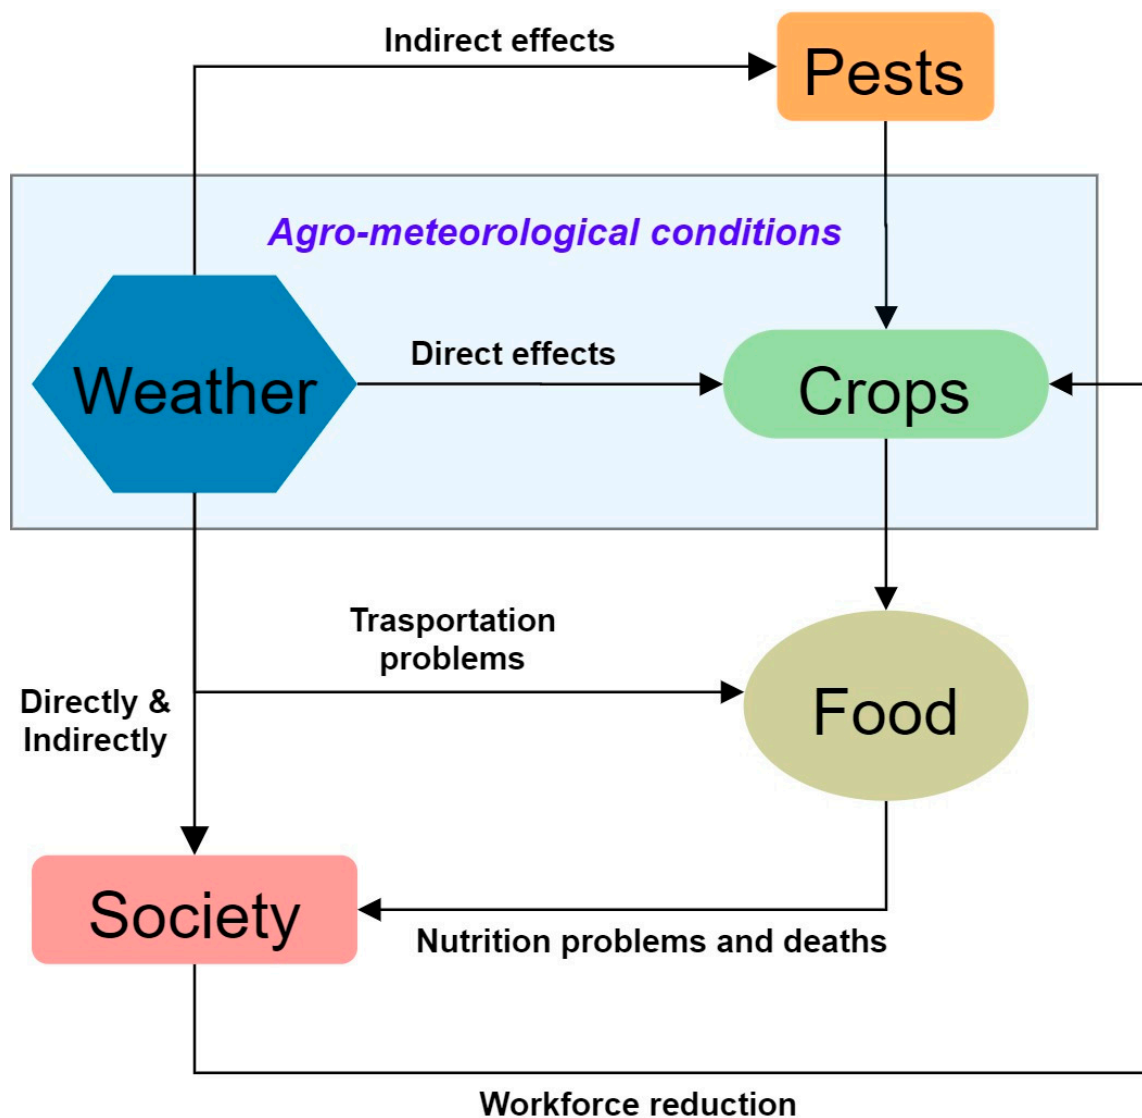 Indirect effects
Pests
Agro-meteorological conditions
Weather
Direct effects
Crops
Trasportation
problems
Directly &
Indirectly
Food
Society
Nutrition problems and deaths
Workforce reduction